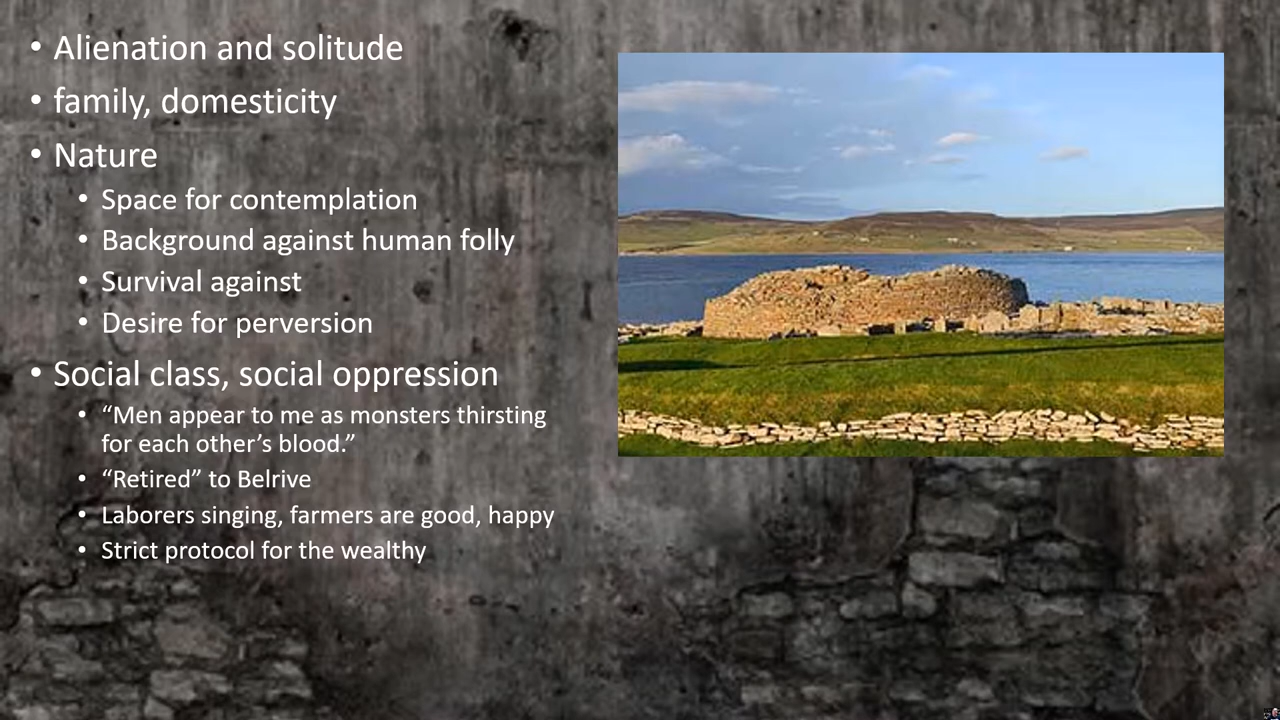 • Alienation and solitude
• family, domesticity
• Nature
• Space for contemplation
• Background against human folly
• Survival against
• Desire for perversion
• Social class, social oppression
• “Men appear to me as monsters thirsting
for each other’s blood.”
• “Retired” to Belrive
• Laborers singing, farmers are good, happy
• Strict protocol for the wealthy